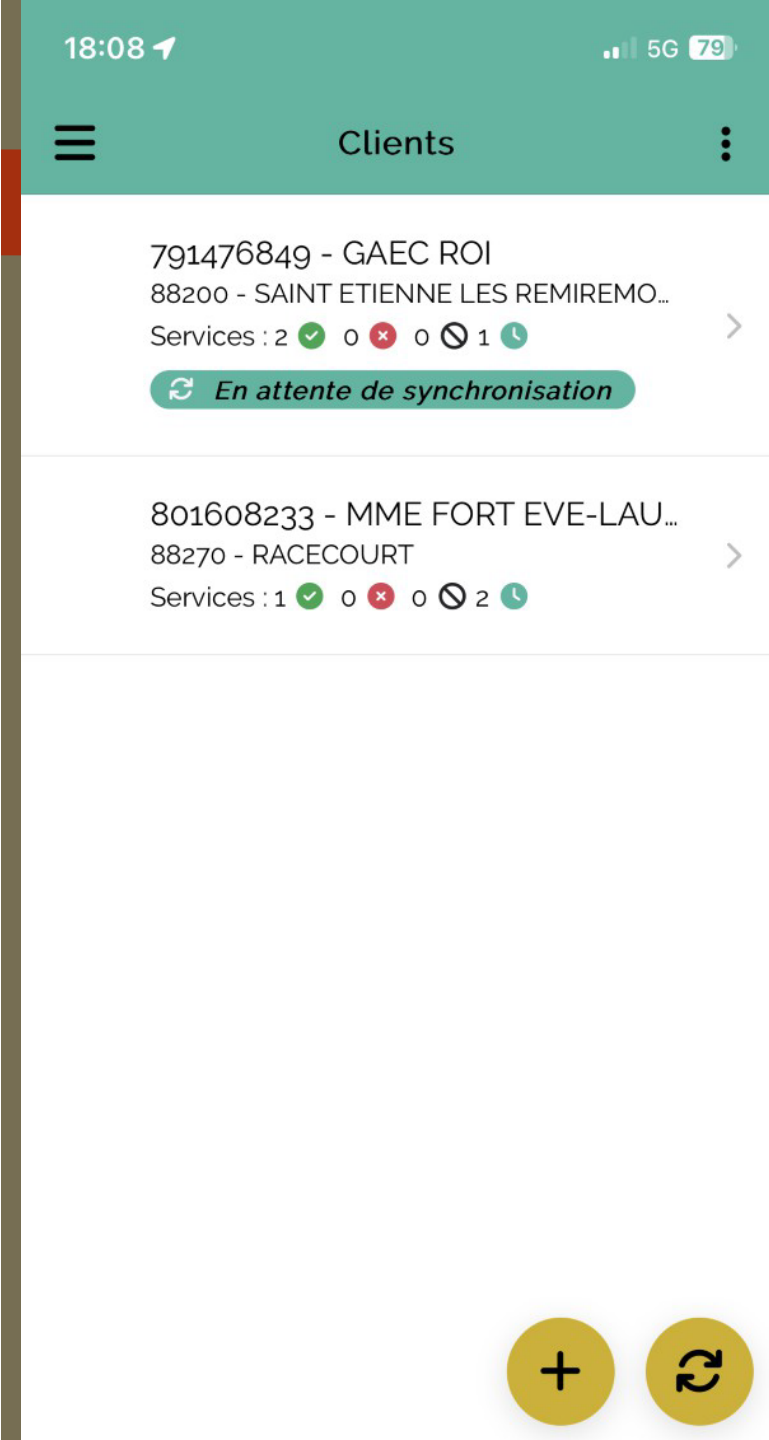 18:08
5G 79
Clients
791476849 - GAEC ROI
88200 - SAINT ETIENNE LES REMIREMO...
Services : 2 0 0 1
En attente de synchronisation
801608233 - MME FORT EVE-LAU...
88270 - RACECOURT
Services : 1 0 0 2